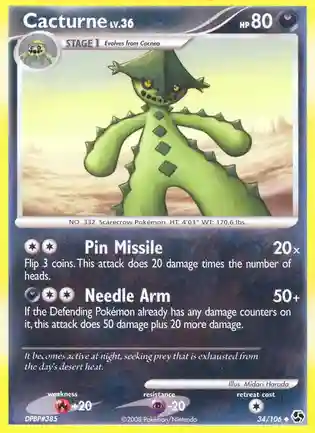 Cacturne LV.36 HP 80
STAGE 1 Evolves from Cacnea
NO. 332 Scarecrow Pokémon HT: 4'03" WT: 170.6 lbs.
Pin Missile 20×
Flip 3 coins. This attack does 20 damage times the number of
heads.
Needle Arm 50+
If the Defending Pokémon already has any damage counters on
it, this attack does 50 damage plus 20 more damage.
It becomes active at night, seeking prey that is exhausted from
the day's desert heat.
Illus. Midori Harada
weakness resistance retreat cost
+20 -20
DPBP#385 ©2008 Pokémon/Nintendo 34/106